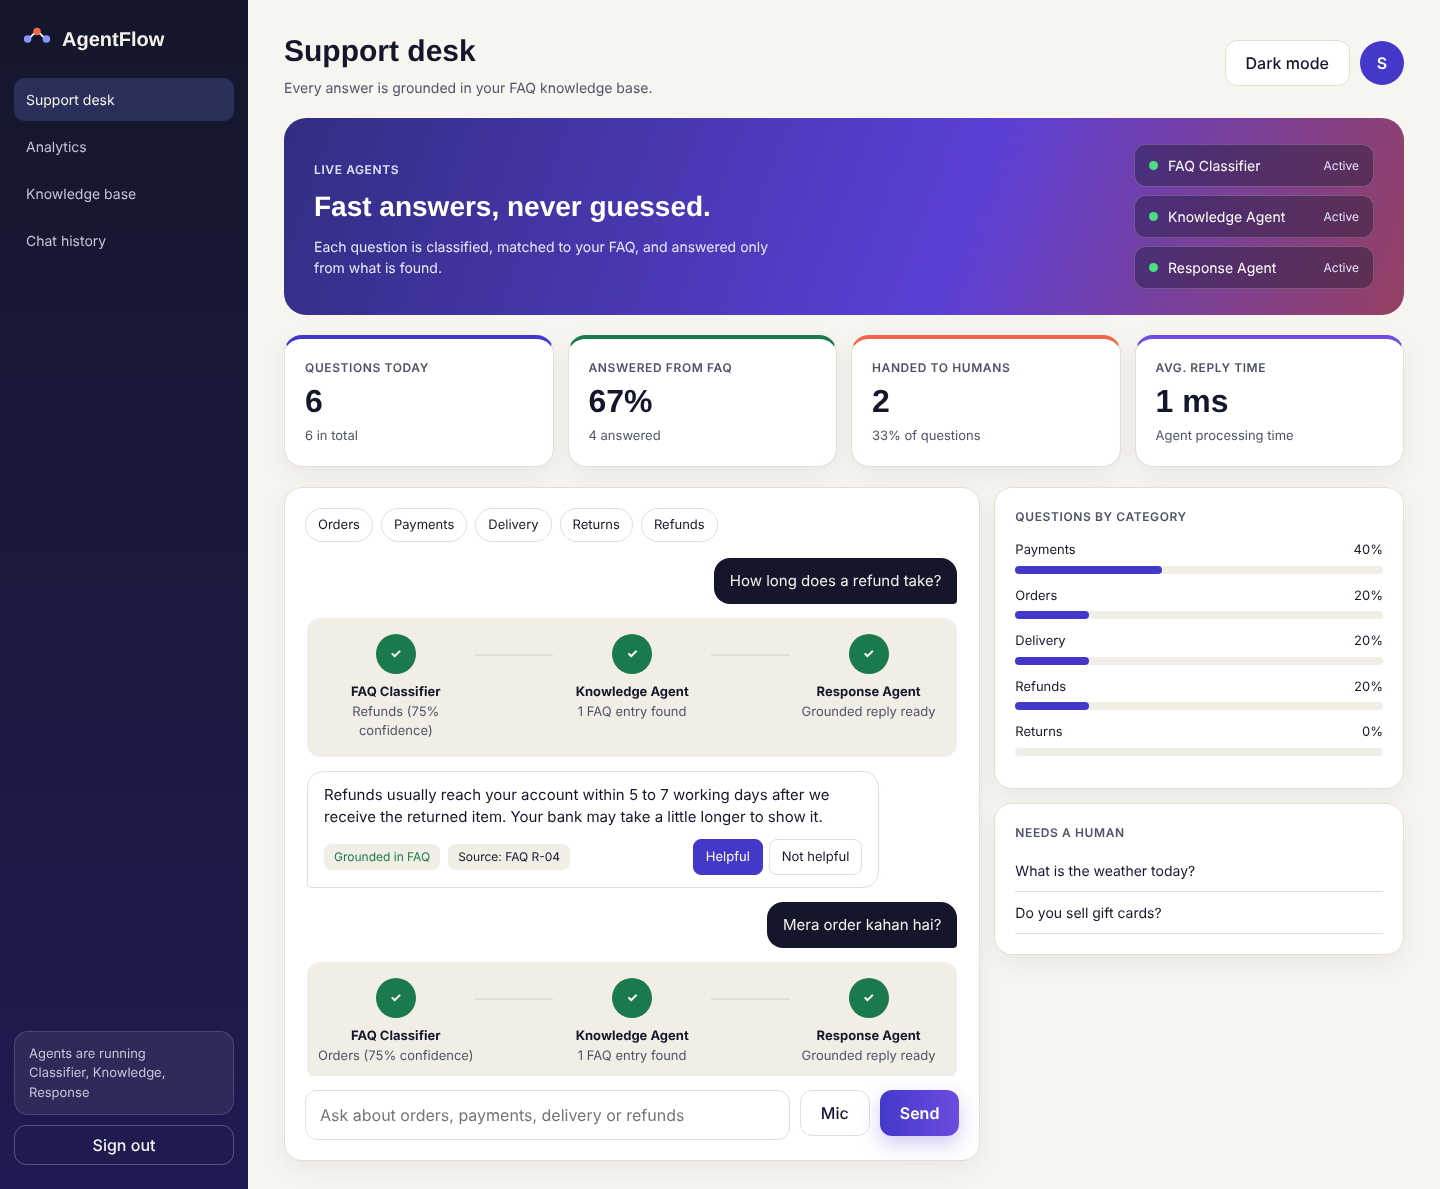 AgentFlow
Support desk
Analytics
Knowledge base
Chat history
Agents are running
Classifier, Knowledge,
Response
Sign out
Support desk
Every answer is grounded in your FAQ knowledge base.
Dark mode
S
LIVE AGENTS
Fast answers, never guessed.
Each question is classified, matched to your FAQ, and answered only
from what is found.
FAQ Classifier Active
Knowledge Agent Active
Response Agent Active
QUESTIONS TODAY
6
6 in total
ANSWERED FROM FAQ
67%
4 answered
HANDED TO HUMANS
2
33% of questions
AVG. REPLY TIME
1 ms
Agent processing time
Orders Payments Delivery Returns Refunds
How long does a refund take?
FAQ Classifier
Refunds (75%
confidence)
Knowledge Agent
1 FAQ entry found
Response Agent
Grounded reply ready
Refunds usually reach your account within 5 to 7 working days after we
receive the returned item. Your bank may take a little longer to show it.
Grounded in FAQ Source: FAQ R-04 Helpful Not helpful
Mera order kahan hai?
FAQ Classifier
Orders (75% confidence)
Knowledge Agent
1 FAQ entry found
Response Agent
Grounded reply ready
Ask about orders, payments, delivery or refunds
Mic
Send
QUESTIONS BY CATEGORY
Payments 40%
Orders 20%
Delivery 20%
Refunds 20%
Returns 0%
NEEDS A HUMAN
What is the weather today?
Do you sell gift cards?